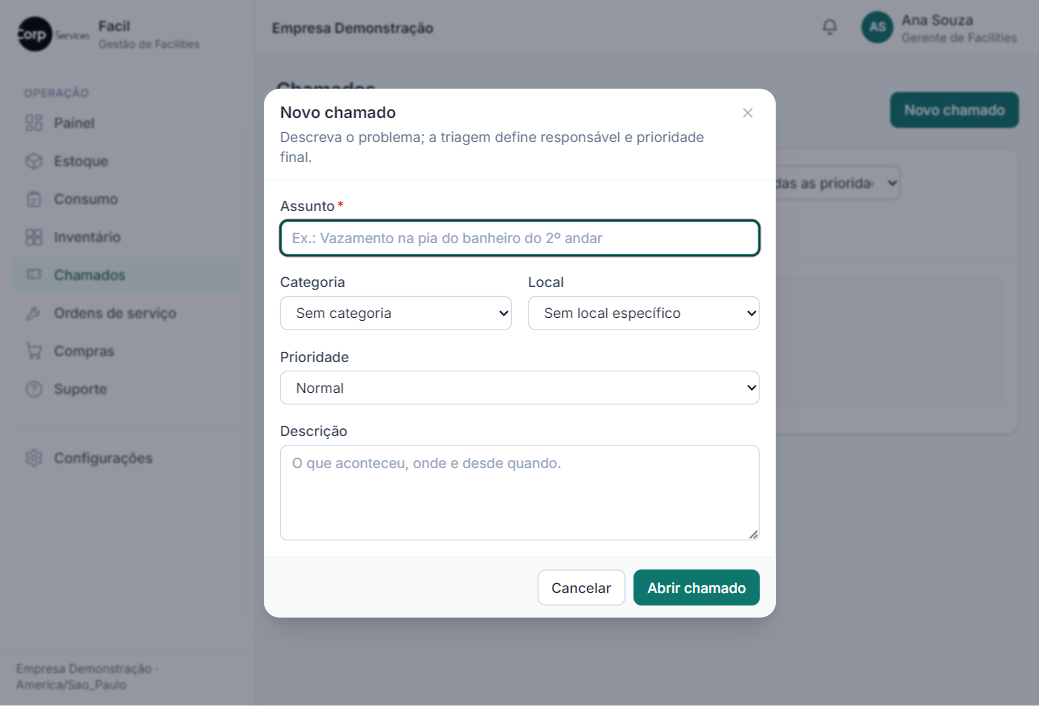 Corp Services
Facil
Gestão de Facilities
Empresa Demonstração
AS
Ana Souza
Gerente de Facilities
OPERAÇÃO
Painel
Estoque
Consumo
Inventário
Chamados
Ordens de serviço
Compras
Suporte
Configurações
Empresa Demonstração ·
America/Sao_Paulo
Chamados
Novo chamado
das as priorida
Novo chamado
Descreva o problema; a triagem define responsável e prioridade
final.
Assunto*
Ex.: Vazamento na pia do banheiro do 2º andar
Categoria
Local
Sem categoria
Sem local específico
Prioridade
Normal
Descrição
O que aconteceu, onde e desde quando.
Cancelar
Abrir chamado